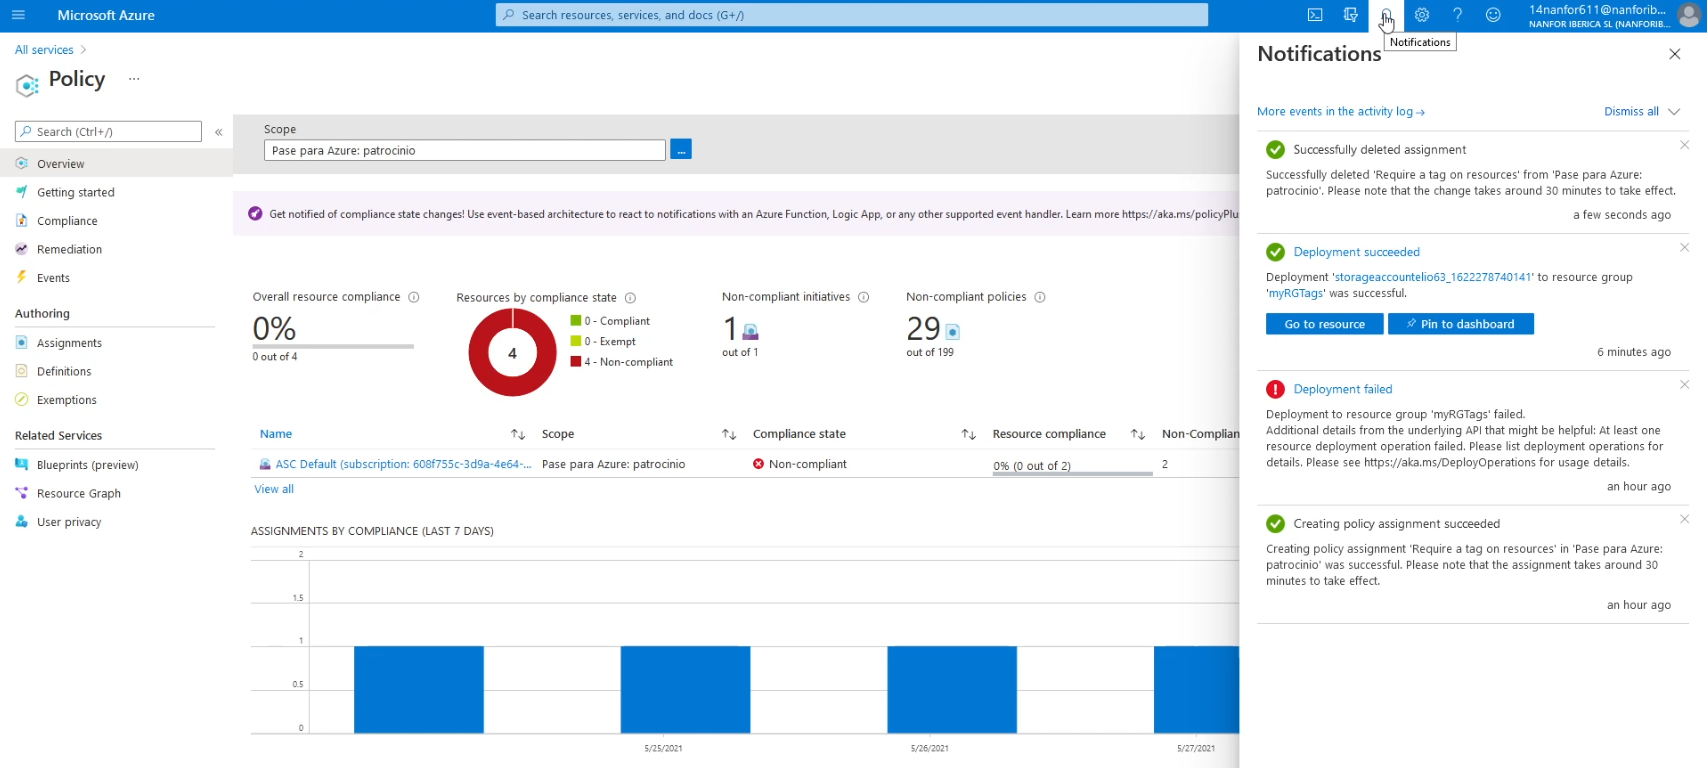 Microsoft Azure
Search resources, services, and docs (G+/)
14nanfor611@nanforib...
NANFOR IBERICA SL (NANFORIB...
Notifications
All services
Policy
...
Search (Ctrl+/)
«
Overview
Getting started
Compliance
Remediation
Events
Authoring
Assignments
Definitions
Exemptions
Related Services
Blueprints (preview)
Resource Graph
User privacy
Scope
Pase para Azure: patrocinio
...
Get notified of compliance state changes! Use event-based architecture to react to notifications with an Azure Function, Logic App, or any other supported event handler. Learn more https://aka.ms/policyPlu
Overall resource compliance
0%
0 out of 4
Resources by compliance state
4
0 - Compliant
0 - Exempt
4 - Non-compliant
Non-compliant initiatives
1
out of 1
Non-compliant policies
29
out of 199
Name Scope Compliance state Resource compliance Non-Complian
ASC Default (subscription: 608f755c-3d9a-4e64-... Pase para Azure: patrocinio Non-compliant 0% (0 out of 2) 2
View all
ASSIGNMENTS BY COMPLIANCE (LAST 7 DAYS)
2
1.5
1
0.5
0
5/25/2021 5/26/2021 5/27/2021
Notifications
More events in the activity log→
Dismiss all
Successfully deleted assignment
Successfully deleted 'Require a tag on resources' from 'Pase para Azure:
patrocinio'. Please note that the change takes around 30 minutes to take effect.
a few seconds ago
Deployment succeeded
Deployment 'storageaccountelio63_1622278740141' to resource group
'myRGTags' was successful.
Go to resource
Pin to dashboard
6 minutes ago
Deployment failed
Deployment to resource group 'myRGTags' failed.
Additional details from the underlying API that might be helpful: At least one
resource deployment operation failed. Please list deployment operations for
details. Please see https://aka.ms/DeployOperations for usage details.
an hour ago
Creating policy assignment succeeded
Creating policy assignment 'Require a tag on resources' in 'Pase para Azure:
patrocinio' was successful. Please note that the assignment takes around 30
minutes to take effect.
an hour ago